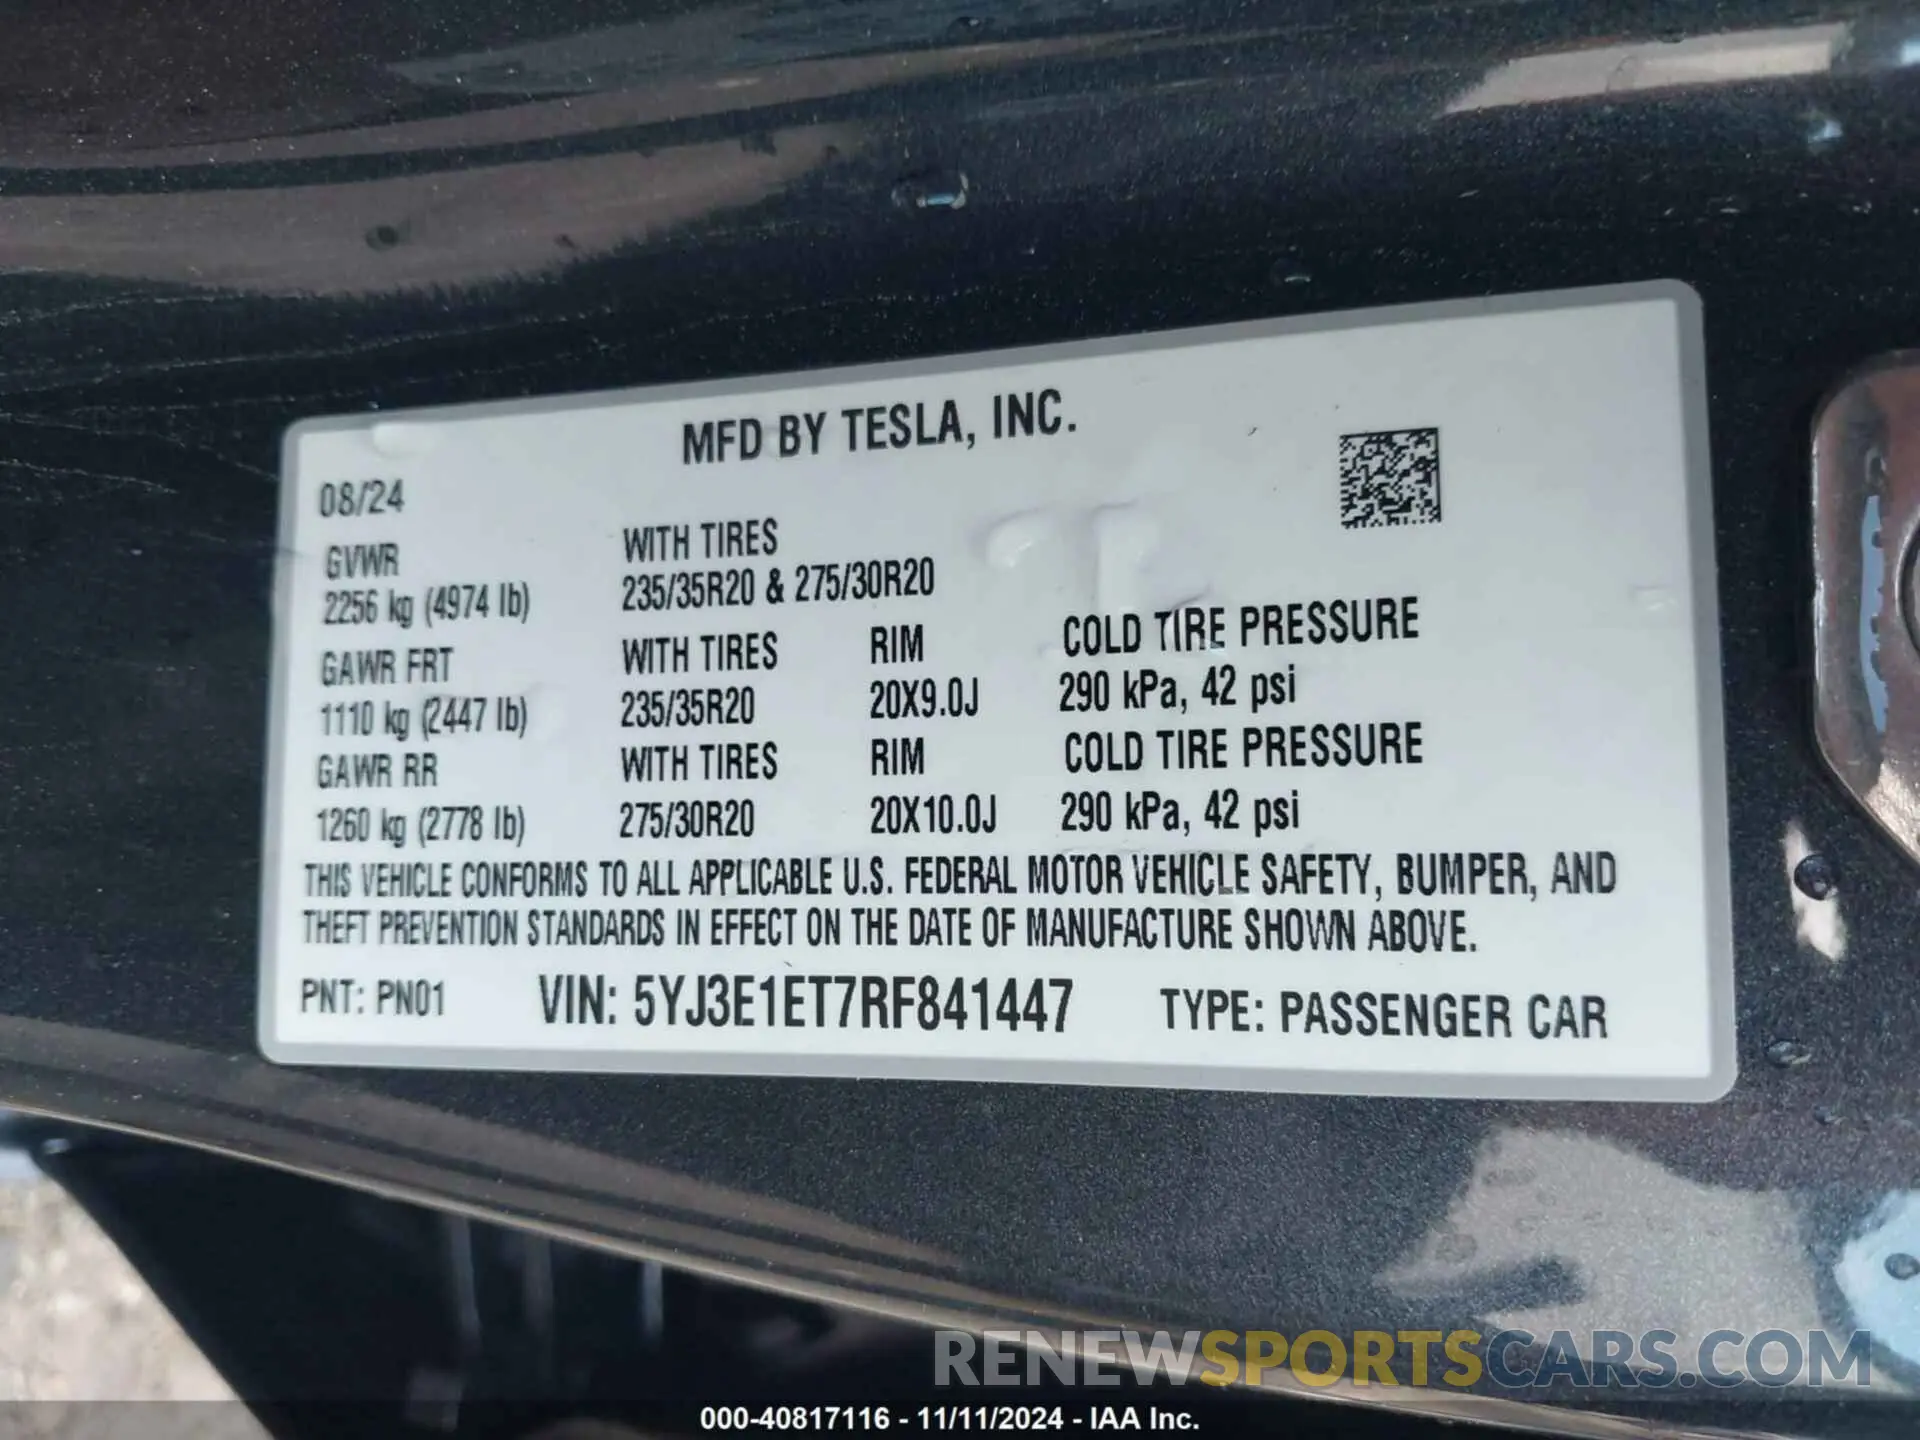 MFD BY TESLA, INC.
08/24
GVWR WITH TIRES
2256 kg (4974 lb) 235/35R20 & 275/30R20
GAWR FRT WITH TIRES RIM COLD TIRE PRESSURE
1110 kg (2447 lb) 235/35R20 20X9.0J 290 kPa, 42 psi
GAWR RR WITH TIRES RIM COLD TIRE PRESSURE
1260 kg (2778 lb) 275/30R20 20X10.0J 290 kPa, 42 psi
THIS VEHICLE CONFORMS TO ALL APPLICABLE U.S. FEDERAL MOTOR VEHICLE SAFETY, BUMPER, AND
THEFT PREVENTION STANDARDS IN EFFECT ON THE DATE OF MANUFACTURE SHOWN ABOVE.
PNT: PN01 VIN: 5YJ3E1ET7RF841447 TYPE: PASSENGER CAR
RENEWSPORTSCARS.COM
000-40817116 - 11/11/2024 - IAA Inc.